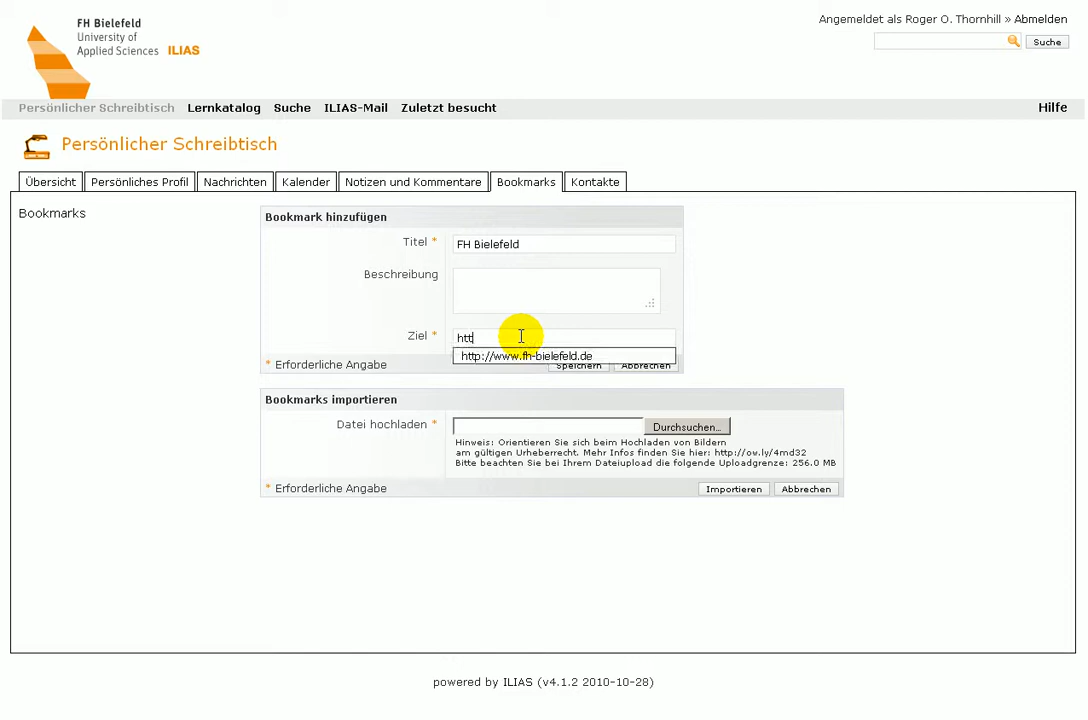 FH Bielefeld
University of
Applied Sciences ILIAS
Angemeldet als Roger O. Thornhill » Abmelden
Suche
Persönlicher Schreibtisch Lernkatalog Suche ILIAS-Mail Zuletzt besucht Hilfe
Persönlicher Schreibtisch
Übersicht Persönliches Profil Nachrichten Kalender Notizen und Kommentare Bookmarks Kontakte
Bookmarks
Bookmark hinzufügen
Titel * FH Bielefeld
Beschreibung
Ziel * htt
http://www.fh-bielefeld.de
* Erforderliche Angabe Speichern Abbrechen
Bookmarks importieren
Datei hochladen * Durchsuchen...
Hinweis: Orientieren Sie sich beim Hochladen von Bildern
am gültigen Urheberrecht. Mehr Infos finden Sie hier: http://ow.ly/4md32
Bitte beachten Sie bei Ihrem Dateiupload die folgende Uploadgrenze: 256.0 MB
* Erforderliche Angabe Importieren Abbrechen
powered by ILIAS (v4.1.2 2010-10-28)